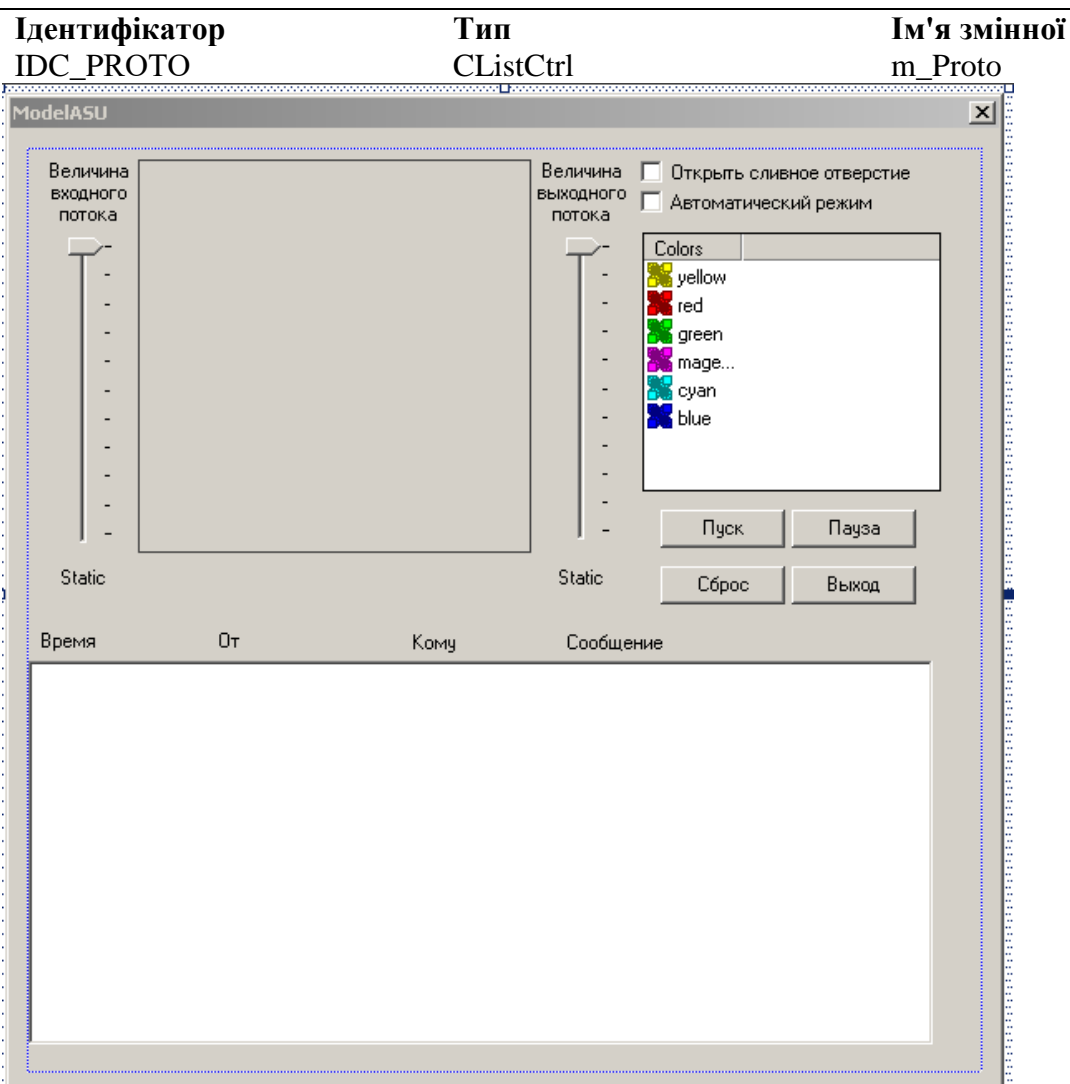 Ідентифікатор Тип Ім'я змінної
IDC_PROTO CListCtrl m_Proto
ModelASU
Величина
входного
потока
Величина
выходного
потока
Открыть сливное отверстие
Автоматический режим
Colors
yellow
red
green
mage...
cyan
blue
Пуск Пауза
Static Static
Сброс Выход
Время От Кому Сообщение